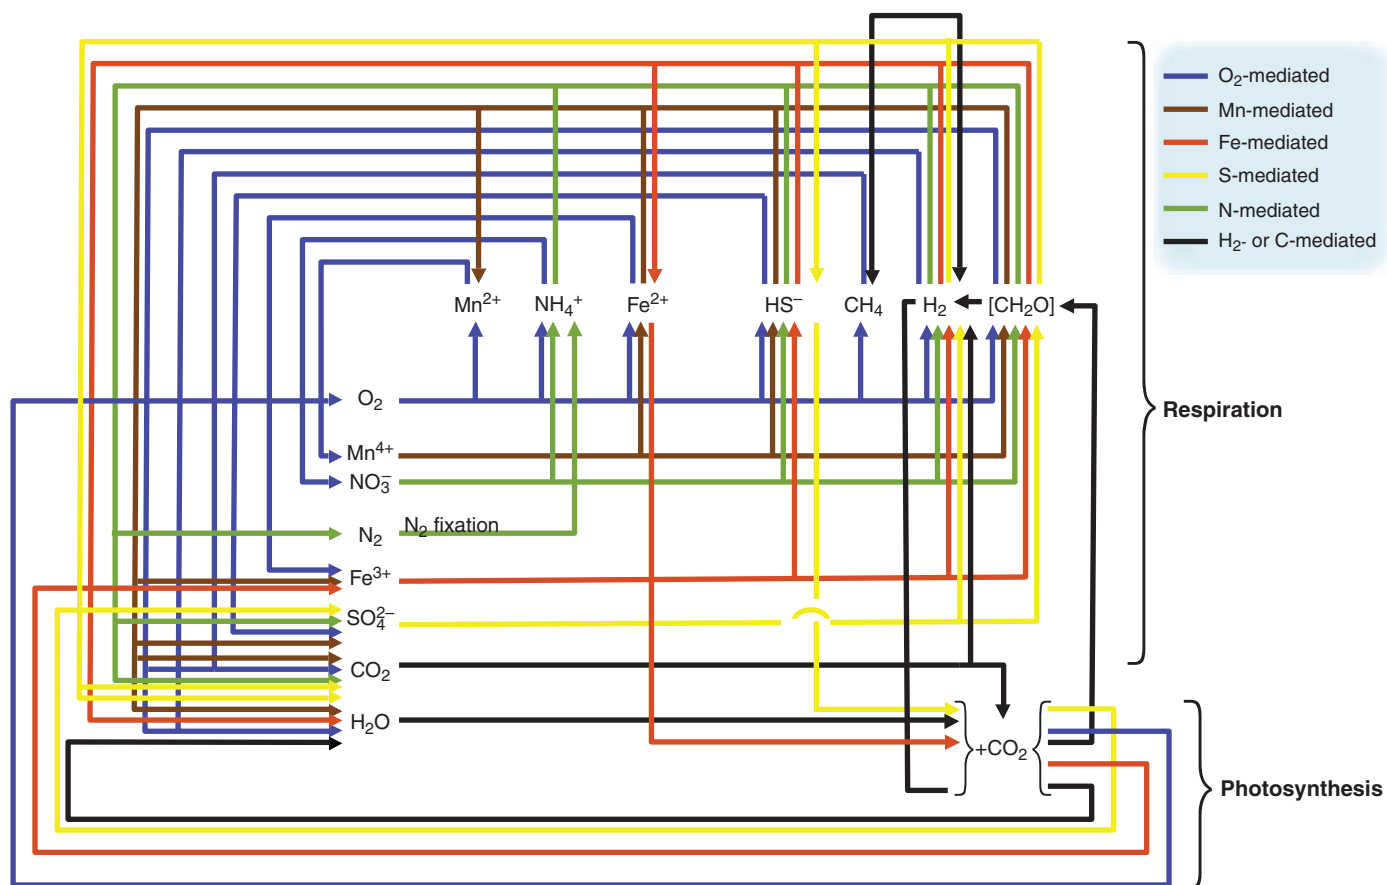 O₂-mediated
Mn-mediated
Fe-mediated
S-mediated
N-mediated
H₂- or C-mediated
Mn²⁺ NH₄⁺ Fe²⁺ HS⁻ CH₄ H₂ [CH₂O]
O₂
Respiration
Mn⁴⁺
NO₃⁻
N₂ N₂ fixation
Fe³⁺
SO₄²⁻
CO₂
H₂O
+CO₂
Photosynthesis